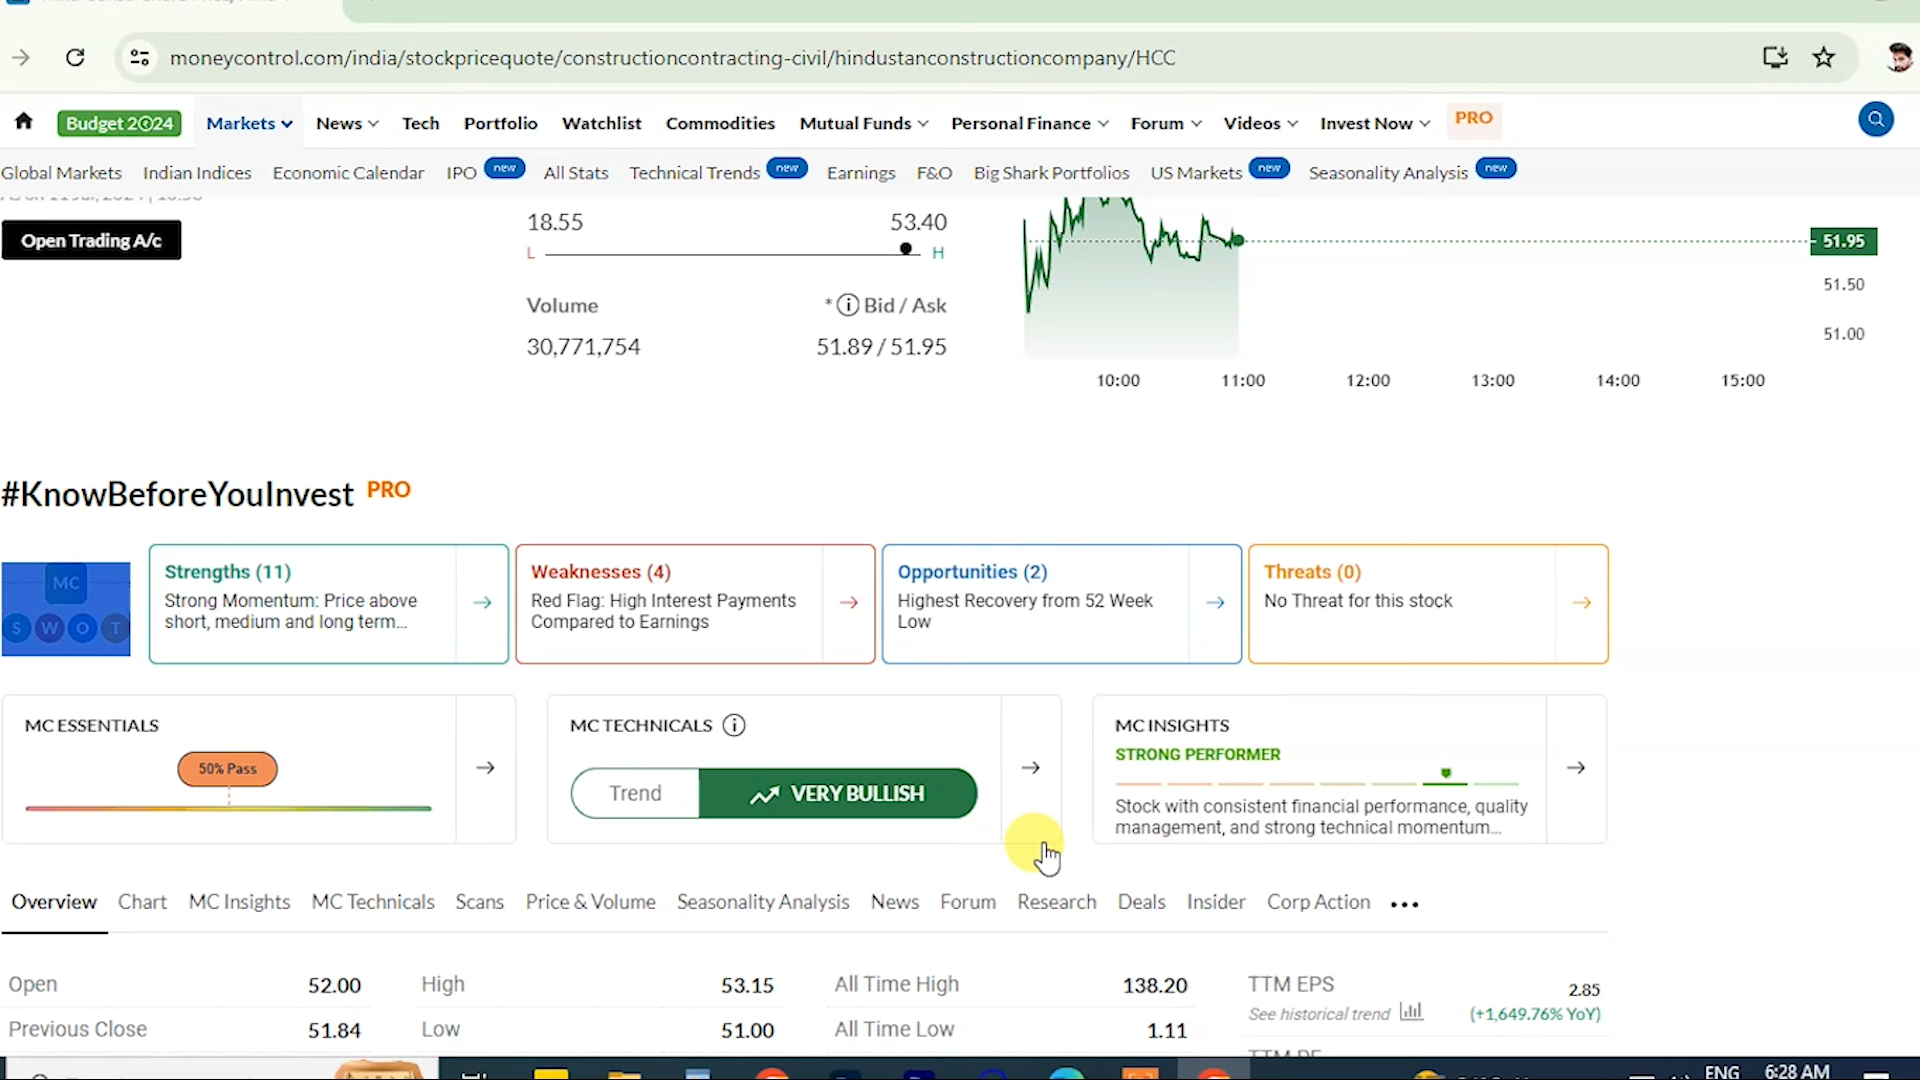 moneycontrol.com/india/stockpricequote/constructioncontracting-civil/hindustanconstructioncompany/HCC
Budget 2024 Markets News Tech Portfolio Watchlist Commodities Mutual Funds Personal Finance Forum Videos Invest Now PRO
Global Markets Indian Indices Economic Calendar IPO new All Stats Technical Trends new Earnings F&O Big Shark Portfolios US Markets new Seasonality Analysis new
Open Trading A/c
18.55 53.40
L H
Volume * Bid / Ask
30,771,754 51.89 / 51.95
51.95
51.50
51.00
10:00 11:00 12:00 13:00 14:00 15:00
#KnowBeforeYouInvest PRO
MC
S W O T
Strengths (11)
Strong Momentum: Price above
short, medium and long term...
Weaknesses (4)
Red Flag: High Interest Payments
Compared to Earnings
Opportunities (2)
Highest Recovery from 52 Week
Low
Threats (0)
No Threat for this stock
MC ESSENTIALS
50% Pass
MC TECHNICALS
Trend VERY BULLISH
MC INSIGHTS
STRONG PERFORMER
Stock with consistent financial performance, quality
management, and strong technical momentum...
Overview Chart MC Insights MC Technicals Scans Price & Volume Seasonality Analysis News Forum Research Deals Insider Corp Action
Open 52.00 High 53.15 All Time High 138.20 TTM EPS 2.85
See historical trend (+1,649.76% YoY)
Previous Close 51.84 Low 51.00 All Time Low 1.11
ENG 6:28 AM